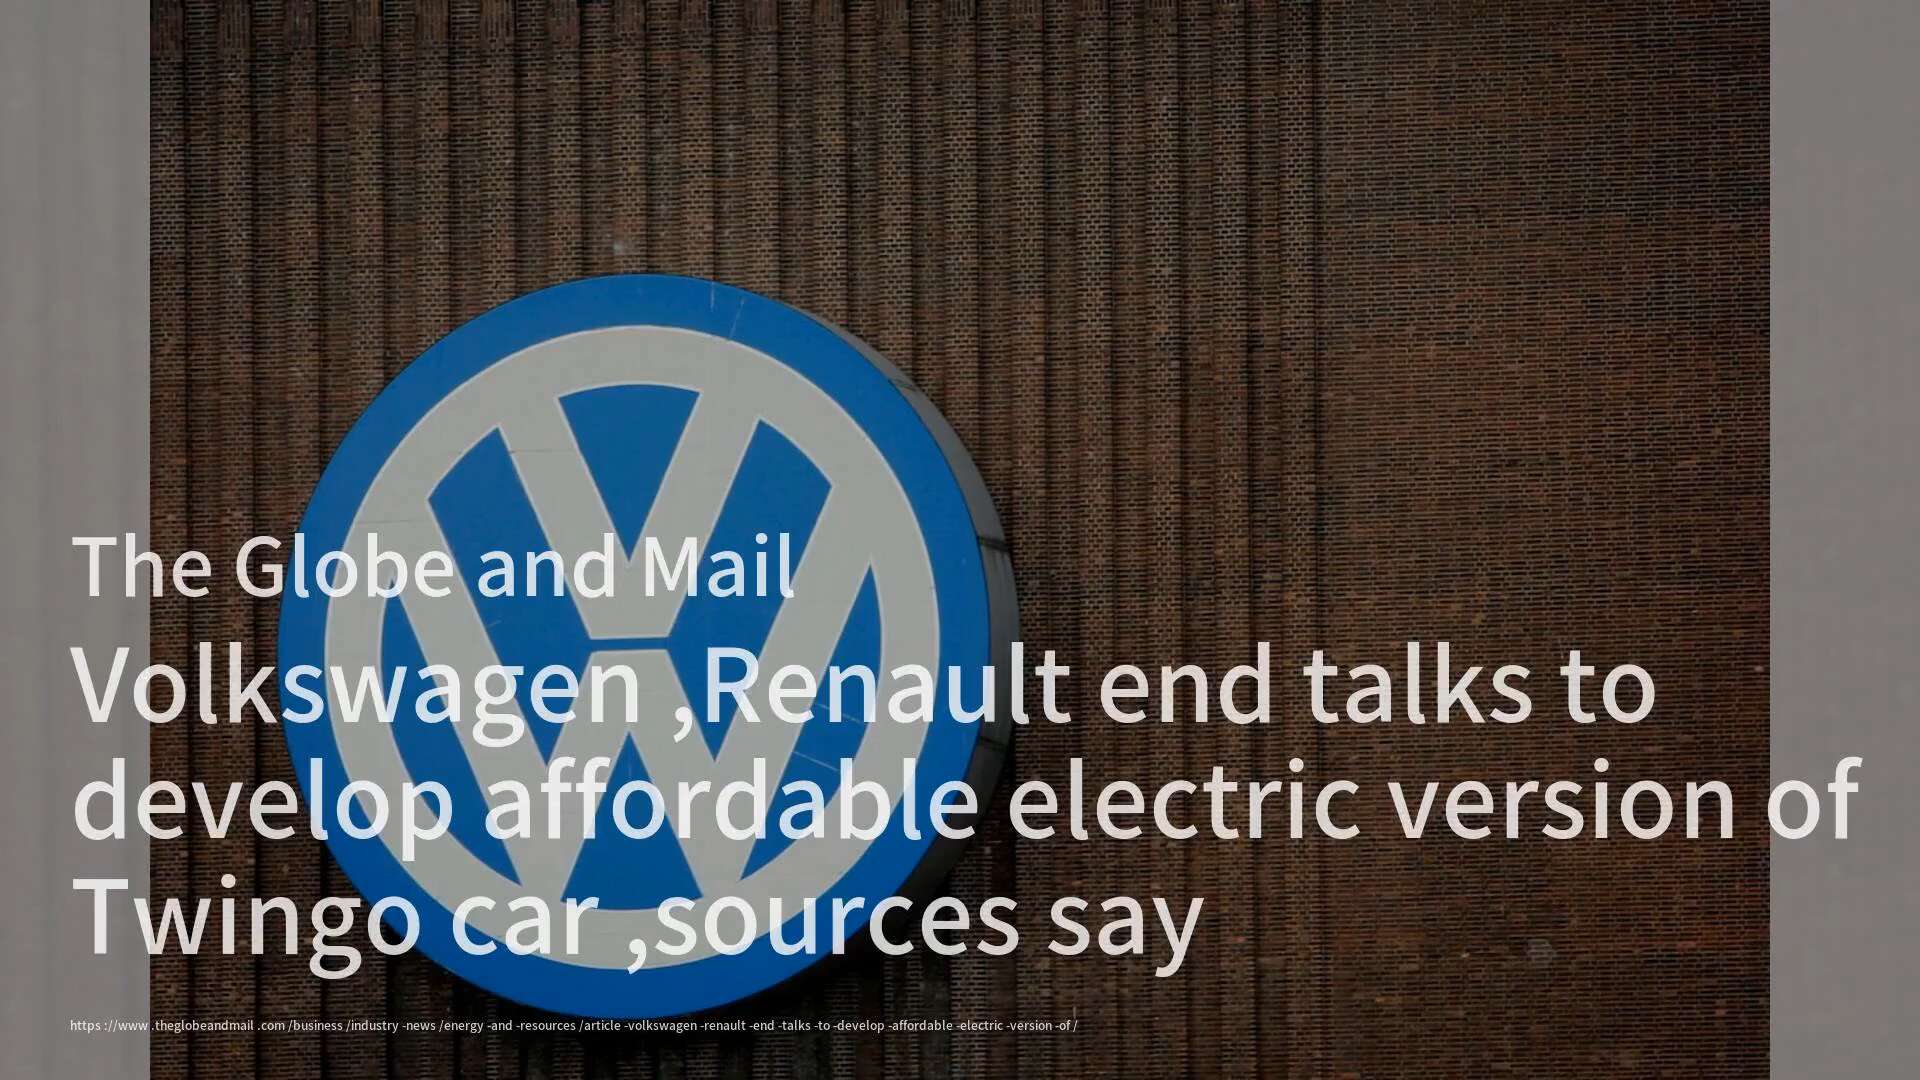 The Globe and Mail
Volkswagen ,Renault end talks to
develop affordable electric version of
Twingo car ,sources say
https ://www .theglobeandmail .com /business /industry -news /energy -and -resources /article -volkswagen -renault -end -talks -to -develop -affordable -electric -version -of /